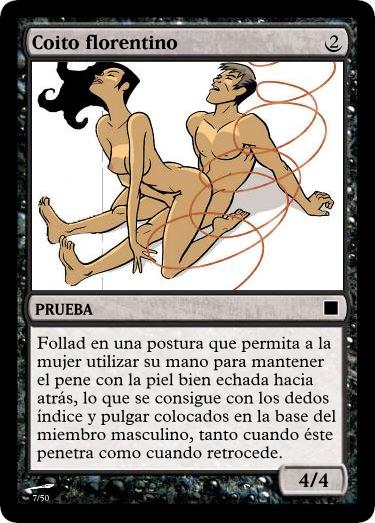 Coito florentino 2
PRUEBA
Follad en una postura que permita a la
mujer utilizar su mano para mantener
el pene con la piel bien echada hacia
atrás, lo que se consigue con los dedos
índice y pulgar colocados en la base del
miembro masculino, tanto cuando éste
penetra como cuando retrocede.
4/4
7/50